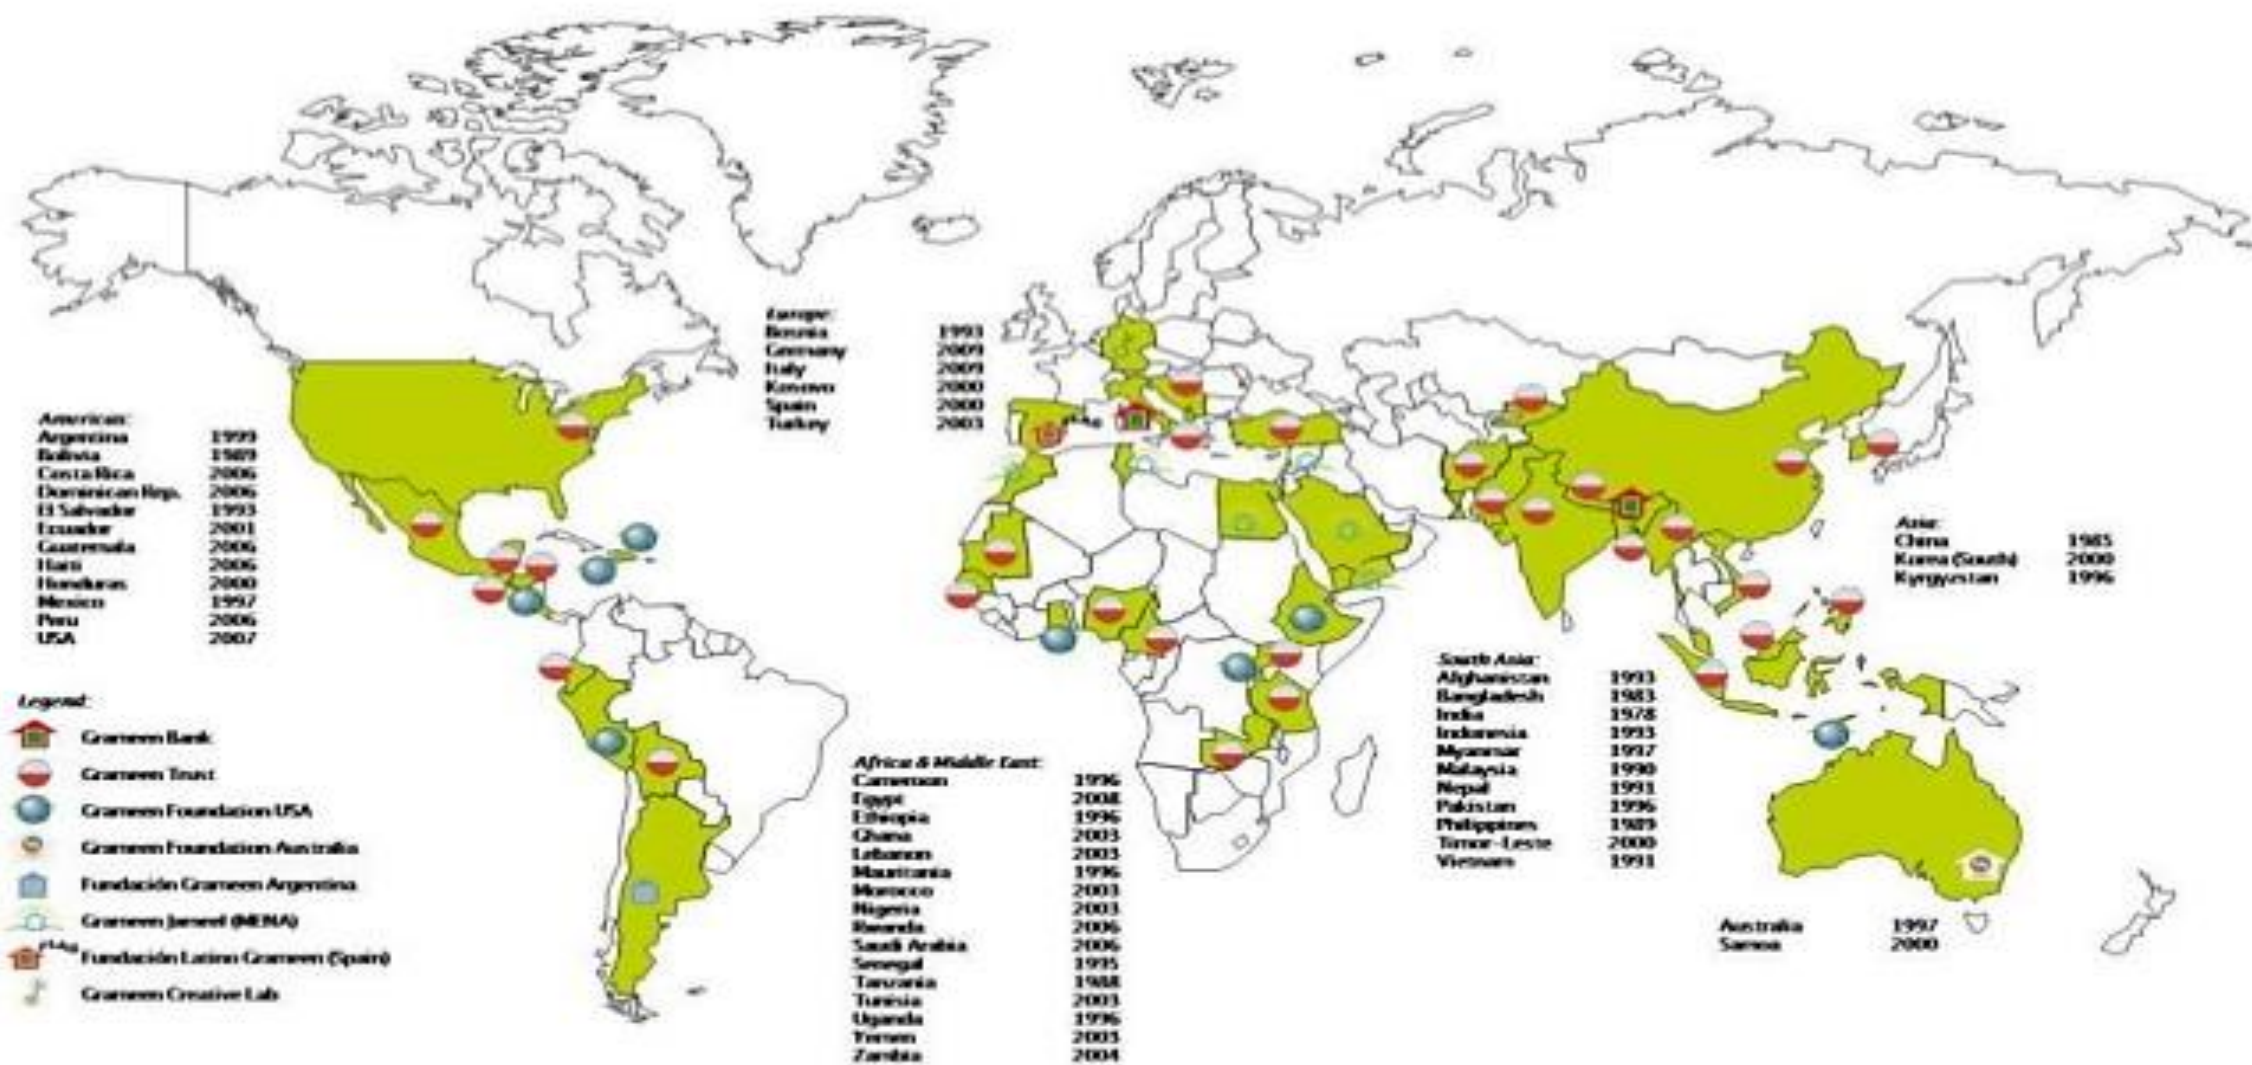 Europe:
Bosnia 1993
Germany 2009
Italy 2009
Kosovo 2000
Spain 2000
Turkey 2003
American:
Argentina 1999
Bolivia 1989
Costa Rica 2006
Dominican Rep. 2006
El Salvador 1993
Ecuador 2001
Guatemala 2006
Haiti 2006
Honduras 2000
Mexico 1997
Peru 2006
USA 2007
Legend:
Grameen Bank
Grameen Trust
Grameen Foundation USA
Grameen Foundation Australia
Fundación Grameen Argentina
Grameen Jameel (MENA)
Fundación Latino Grameen (Spain)
Grameen Creative Lab
Africa & Middle East:
Cameroon 1996
Egypt 2008
Ethiopia 1996
Ghana 2003
Lebanon 2003
Mauritania 1996
Morocco 2003
Nigeria 2003
Rwanda 2006
Saudi Arabia 2006
Senegal 1995
Tanzania 1988
Tunisia 2003
Uganda 1996
Yemen 2003
Zambia 2004
South Asia:
Afghanistan 1993
Bangladesh 1983
India 1978
Indonesia 1993
Myanmar 1997
Malaysia 1990
Nepal 1991
Pakistan 1996
Philippines 1989
Timor-Leste 2000
Vietnam 1991
Asia:
China 1985
Korea (South) 2000
Kyrgyzstan 1996
Australia 1997
Samoa 2000